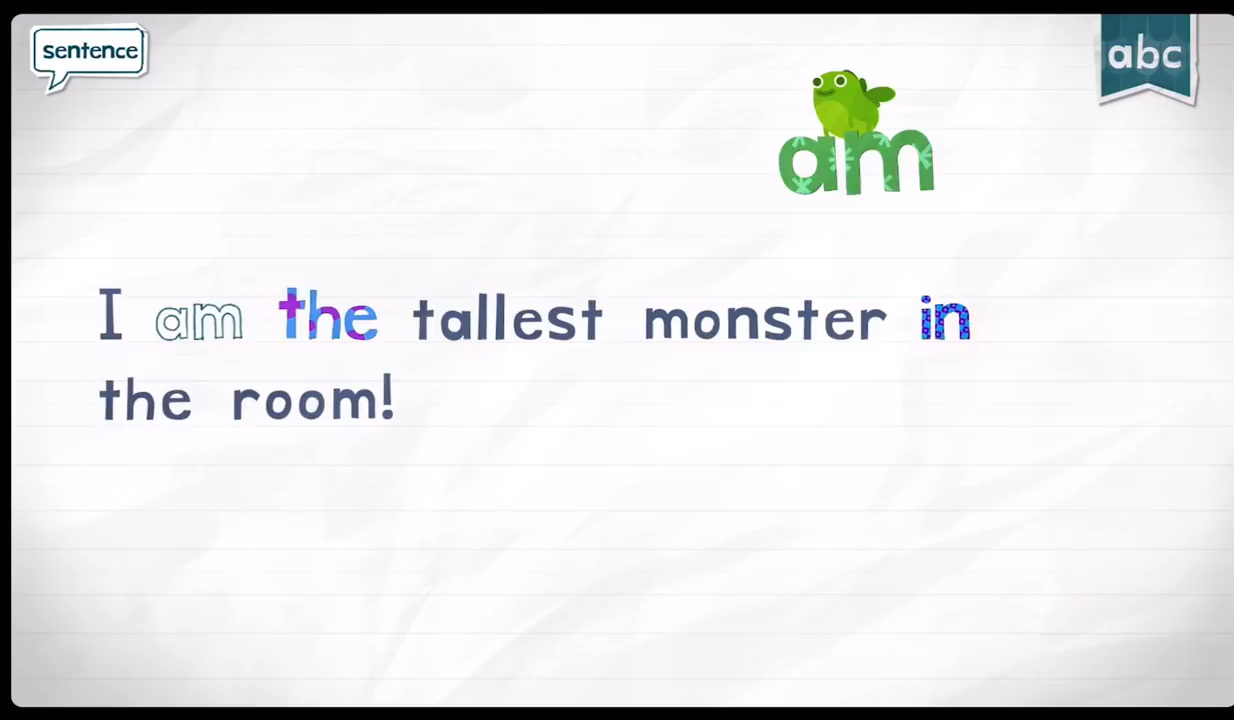 sentence
abc
am
I am the tallest monster in
the room!